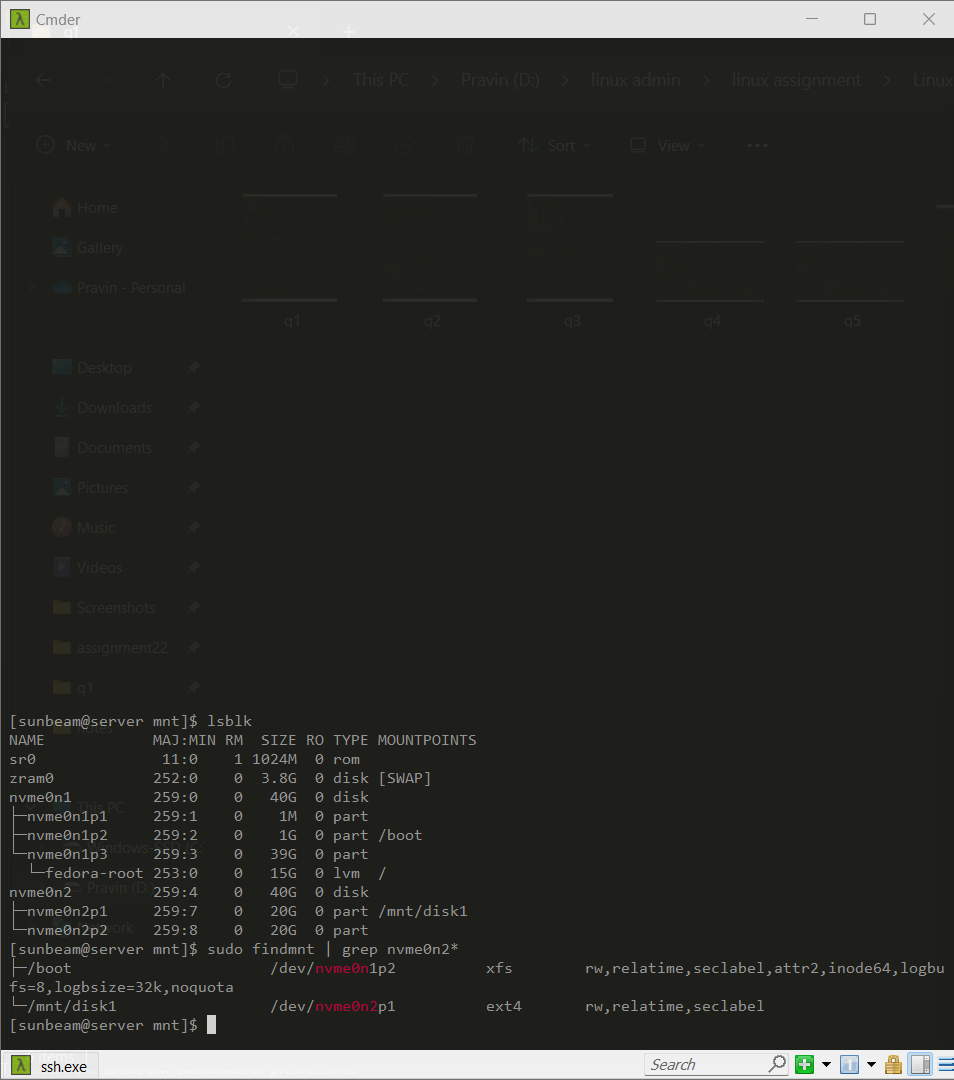 Cmder
q1
This PC > Pravin (D:) > linux admin > linux assignment > Linux
New
Sort
View
Home
Gallery
Pravin - Personal
q1
q2
q3
q4
q5
Desktop
Downloads
Documents
Pictures
Music
Videos
Screenshots
assignment22
q1
[sunbeam@server mnt]$ lsblk
NAME            MAJ:MIN RM  SIZE RO TYPE MOUNTPOINTS
sr0              11:0    1 1024M  0 rom
zram0           252:0    0  3.8G  0 disk [SWAP]
nvme0n1         259:0    0   40G  0 disk
├─nvme0n1p1     259:1    0    1M  0 part
├─nvme0n1p2     259:2    0    1G  0 part /boot
└─nvme0n1p3     259:3    0   39G  0 part
  └─fedora-root 253:0    0   15G  0 lvm  /
nvme0n2         259:4    0   40G  0 disk
├─nvme0n2p1     259:7    0   20G  0 part /mnt/disk1
└─nvme0n2p2     259:8    0   20G  0 part
[sunbeam@server mnt]$ sudo findmnt | grep nvme0n2*
├─/boot                      /dev/nvme0n1p2          xfs        rw,relatime,seclabel,attr2,inode64,logbu
fs=8,logbsize=32k,noquota
└─/mnt/disk1                 /dev/nvme0n2p1          ext4       rw,relatime,seclabel
[sunbeam@server mnt]$
This PC
Pravin (D:)
ssh.exe
Search
1